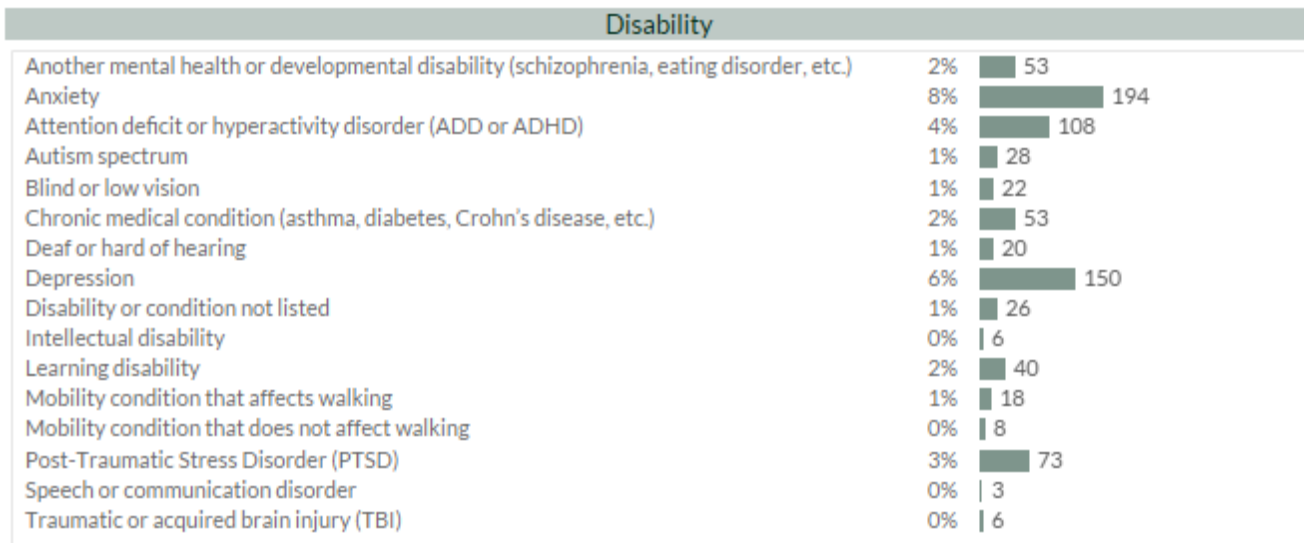 Disability
Another mental health or developmental disability (schizophrenia, eating disorder, etc.) 2% 53
Anxiety 8% 194
Attention deficit or hyperactivity disorder (ADD or ADHD) 4% 108
Autism spectrum 1% 28
Blind or low vision 1% 22
Chronic medical condition (asthma, diabetes, Crohn's disease, etc.) 2% 53
Deaf or hard of hearing 1% 20
Depression 6% 150
Disability or condition not listed 1% 26
Intellectual disability 0% 6
Learning disability 2% 40
Mobility condition that affects walking 1% 18
Mobility condition that does not affect walking 0% 8
Post-Traumatic Stress Disorder (PTSD) 3% 73
Speech or communication disorder 0% 3
Traumatic or acquired brain injury (TBI) 0% 6